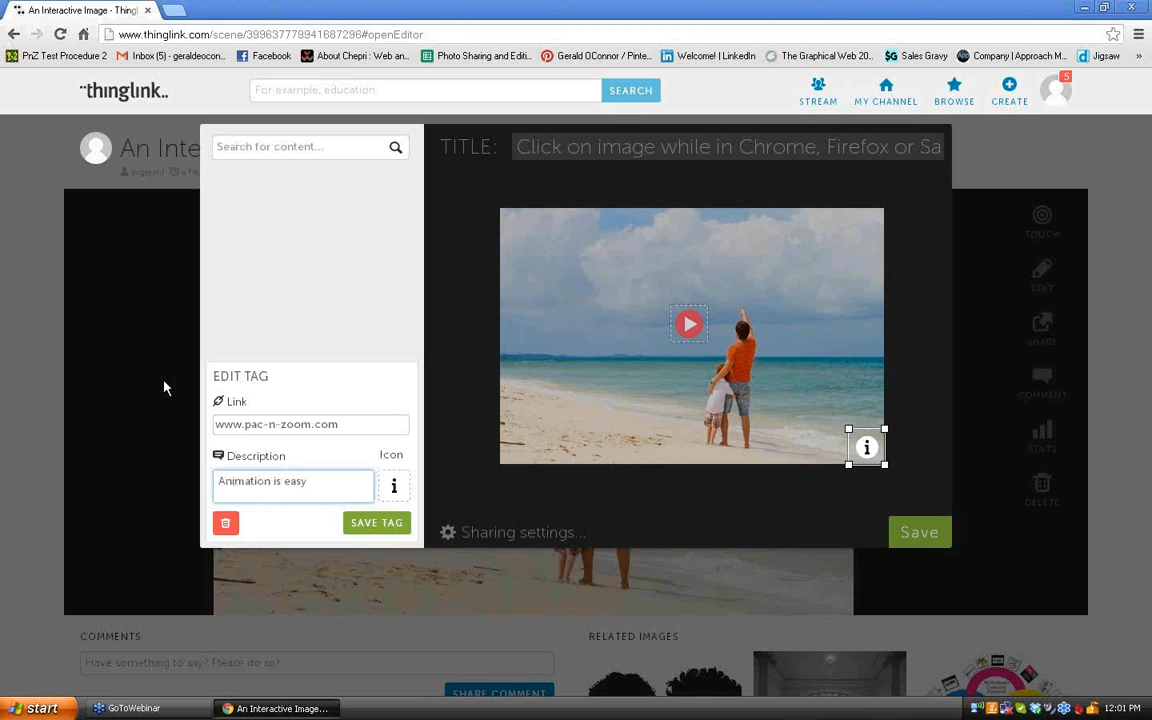 An Interactive Image - Thingl
www.thinglink.com/scene/399637779941687296#openEditor
PnZ Test Procedure 2
Inbox (5) - geraldeocon...
Facebook
About Chepri : Web an...
Photo Sharing and Editi...
Gerald OConnor / Pinte...
Welcome! | LinkedIn
The Graphical Web 20...
Sales Gravy
Company | Approach M...
Jigsaw
»
thinglink..
For example, education
SEARCH
STREAM
MY CHANNEL
BROWSE
CREATE
5
An Inte
Search for content...
TITLE:
Click on image while in Chrome, Firefox or Sa
TOUCH
EDIT
SHARE
COMMENT
STATS
DELETE
EDIT TAG
Link
www.pac-n-zoom.com
Description
Icon
Animation is easy
i
i
SAVE TAG
Sharing settings...
Save
COMMENTS
Have something to say? Please do so!
SHARE COMMENT
RELATED IMAGES
start
GoToWebinar
An Interactive Image...
12:01 PM